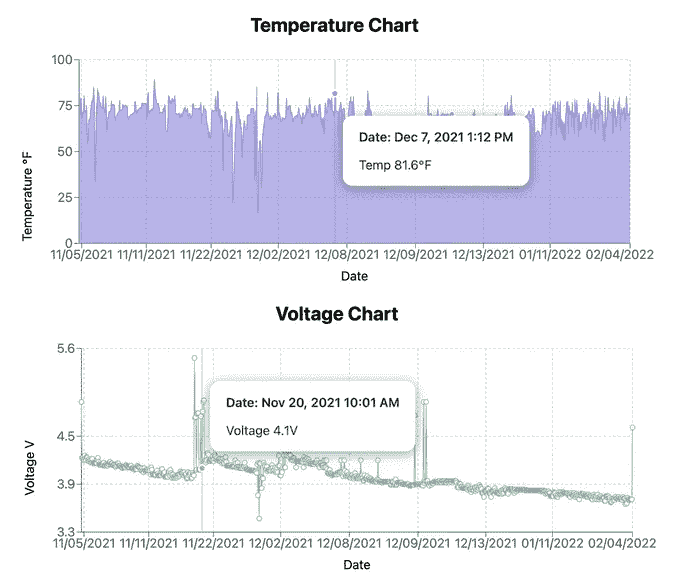 Temperature Chart
100
75
50
25
0
Temperature °F
Date: Dec 7, 2021 1:12 PM
Temp 81.6°F
11/05/2021 11/11/2021 11/22/2021 12/02/2021 12/08/2021 12/09/2021 12/13/2021 01/11/2022 02/04/2022
Date
Voltage Chart
5.6
4.5
3.9
3.3
Voltage V
Date: Nov 20, 2021 10:01 AM
Voltage 4.1V
11/05/2021 11/11/2021 11/22/2021 12/02/2021 12/08/2021 12/09/2021 12/13/2021 01/11/2022 02/04/2022
Date